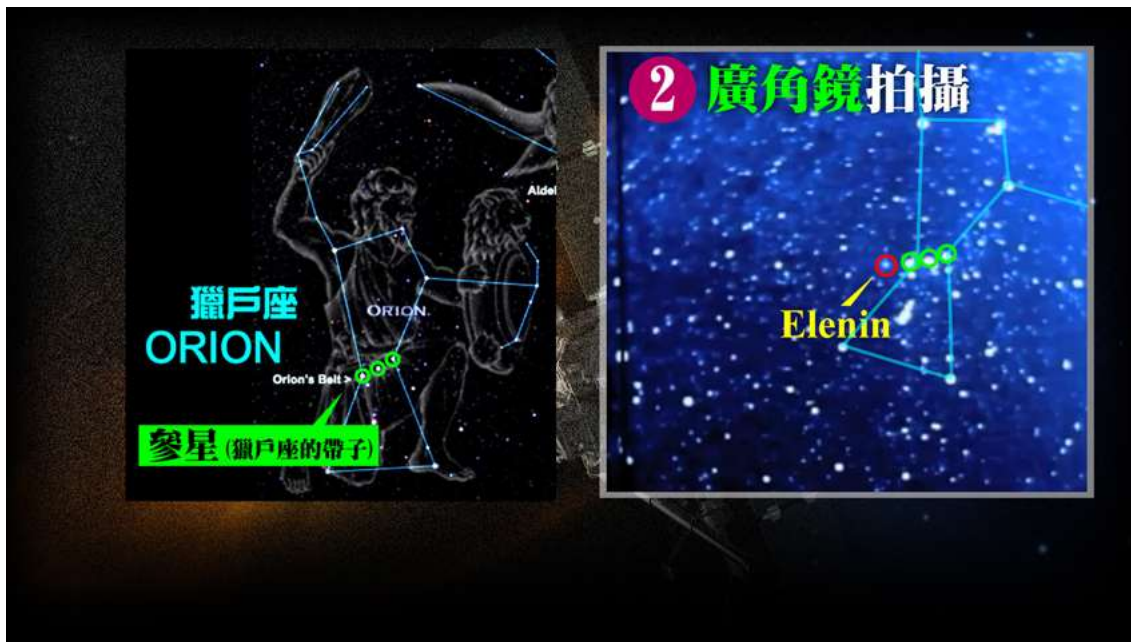 Aldel
獵戶座
ORION
ORION
Orion's Belt >
參星 (獵戶座的帶子)
2 廣角鏡拍攝
Elenin